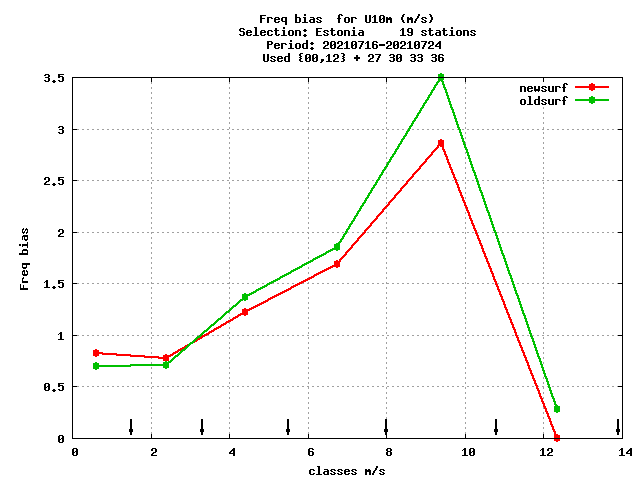 Freq bias  for U10m (m/s)
Selection: Estonia     19 stations
Period: 20210716-20210724
Used {00,12} + 27 30 33 36
newsurf
oldsurf
3.5
3
2.5
2
1.5
1
0.5
0
Freq bias
0 2 4 6 8 10 12 14
classes m/s